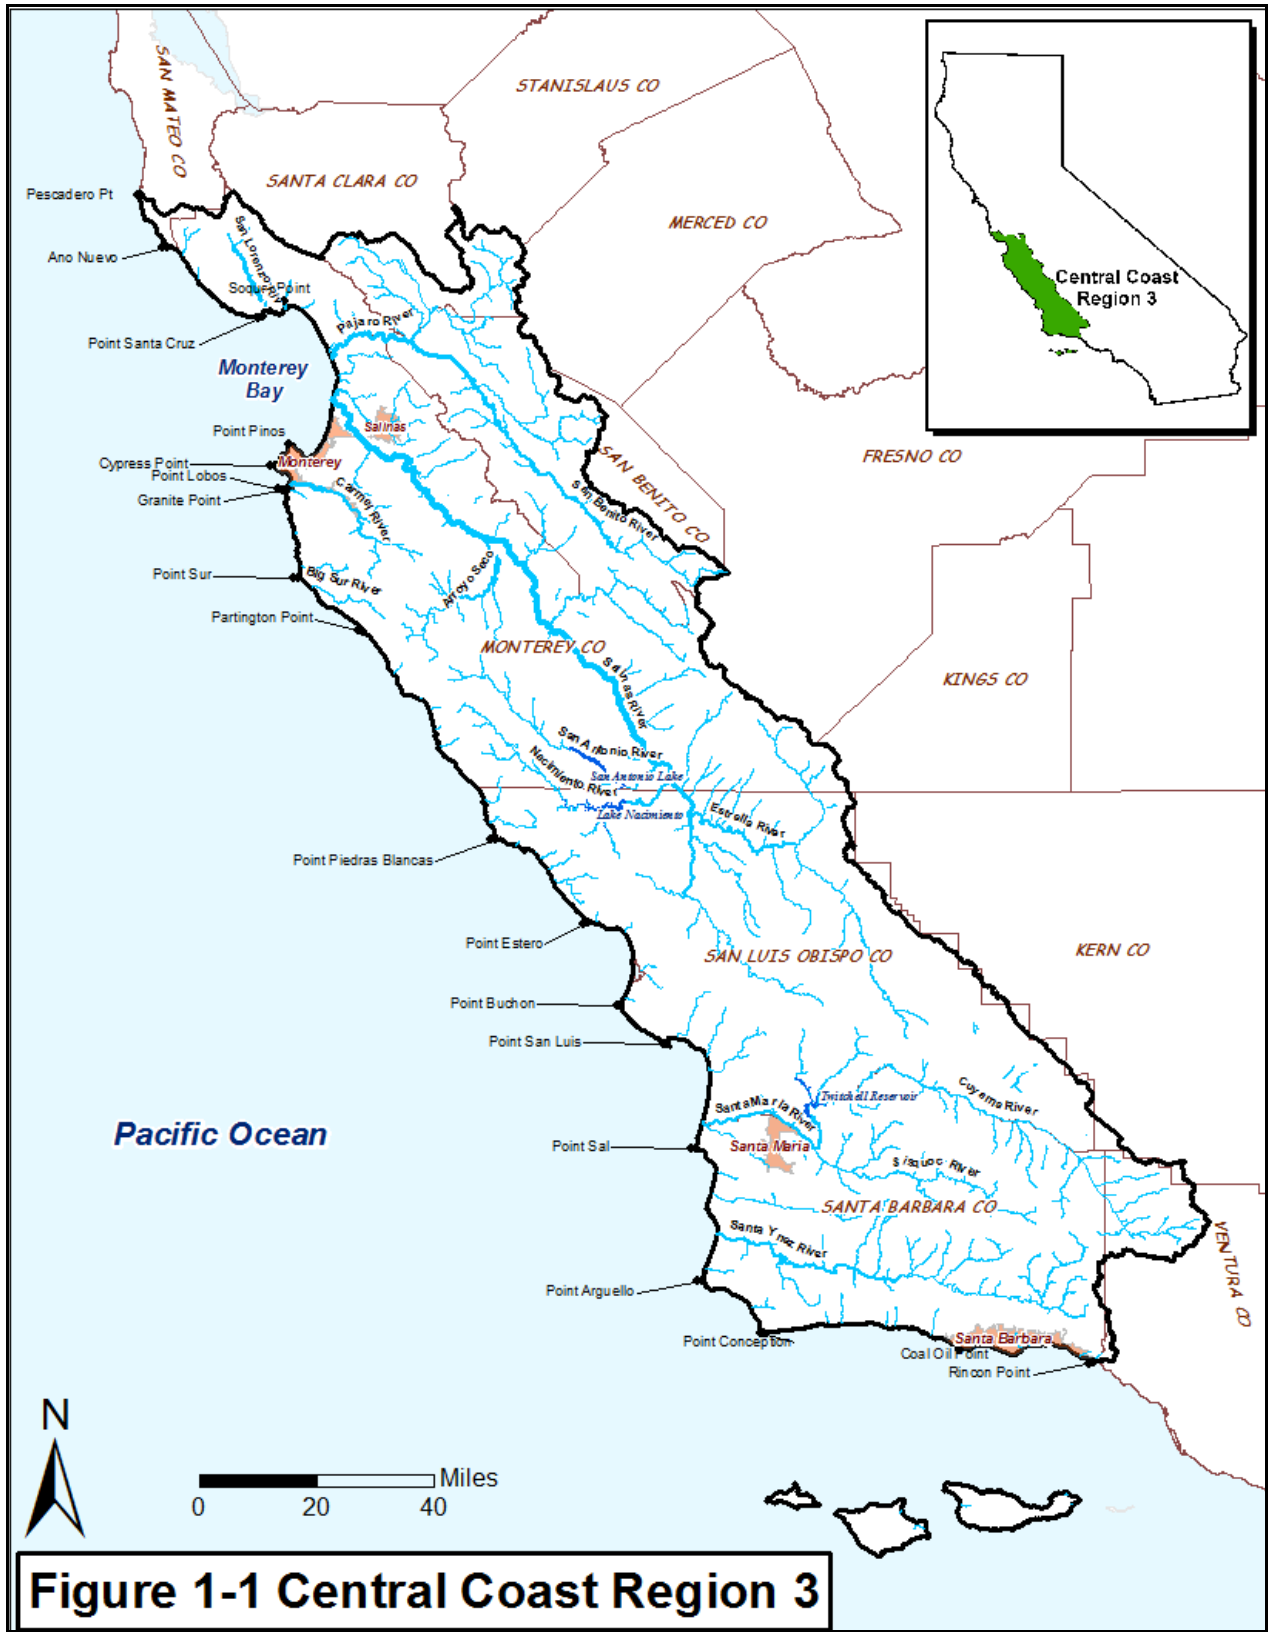 SAN MATEO CO
STANISLAUS CO
SANTA CLARA CO
MERCED CO
Pescadero Pt
Ano Nuevo
San Lorenzo Riv
Soquel Point
Point Santa Cruz
Pajaro River
Monterey
Bay
Central Coast
Region 3
Salinas
Point Pinos
Monterey
Cypress Point
Point Lobos
Granite Point
Carmel River
SAN BENITO CO
San Benito River
FRESNO CO
Point Sur
Big Sur River
Arroyo Seco
Partington Point
MONTEREY CO
Salinas River
KINGS CO
San Antonio River
San Antonio Lake
Nacimiento River
Lake Nacimiento
Estrella River
Point Piedras Blancas
Point Estero
SAN LUIS OBISPO CO
KERN CO
Point Buchon
Point San Luis
Cuyama River
Twitchell Reservoir
Santa Maria River
Pacific Ocean
Santa Maria
Point Sal
Sisquoc River
SANTA BARBARA CO
Santa Ynez River
VENTURA CO
Point Arguello
Point Conception
Santa Barbara
Coal Oil Point
Rincon Point
N
Miles
0 20 40
Figure 1-1 Central Coast Region 3